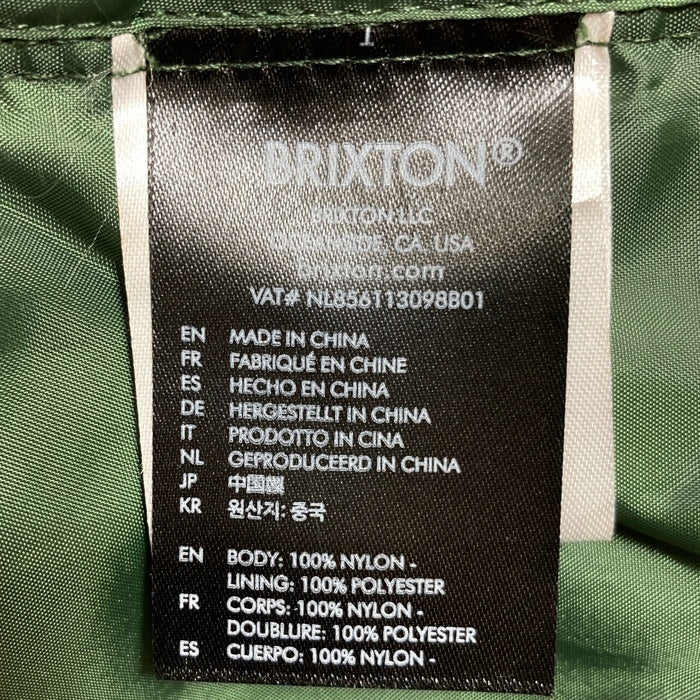 BRIXTON®
BRIXTON LLC
OCEANSIDE, CA. USA
brixton.com
VAT# NL856113098B01
EN MADE IN CHINA
FR FABRIQUÉ EN CHINE
ES HECHO EN CHINA
DE HERGESTELLT IN CHINA
IT PRODOTTO IN CINA
NL GEPRODUCEERD IN CHINA
JP 中国製
KR 원산지: 중국
EN BODY: 100% NYLON -
LINING: 100% POLYESTER
FR CORPS: 100% NYLON -
DOUBLURE: 100% POLYESTER
ES CUERPO: 100% NYLON -